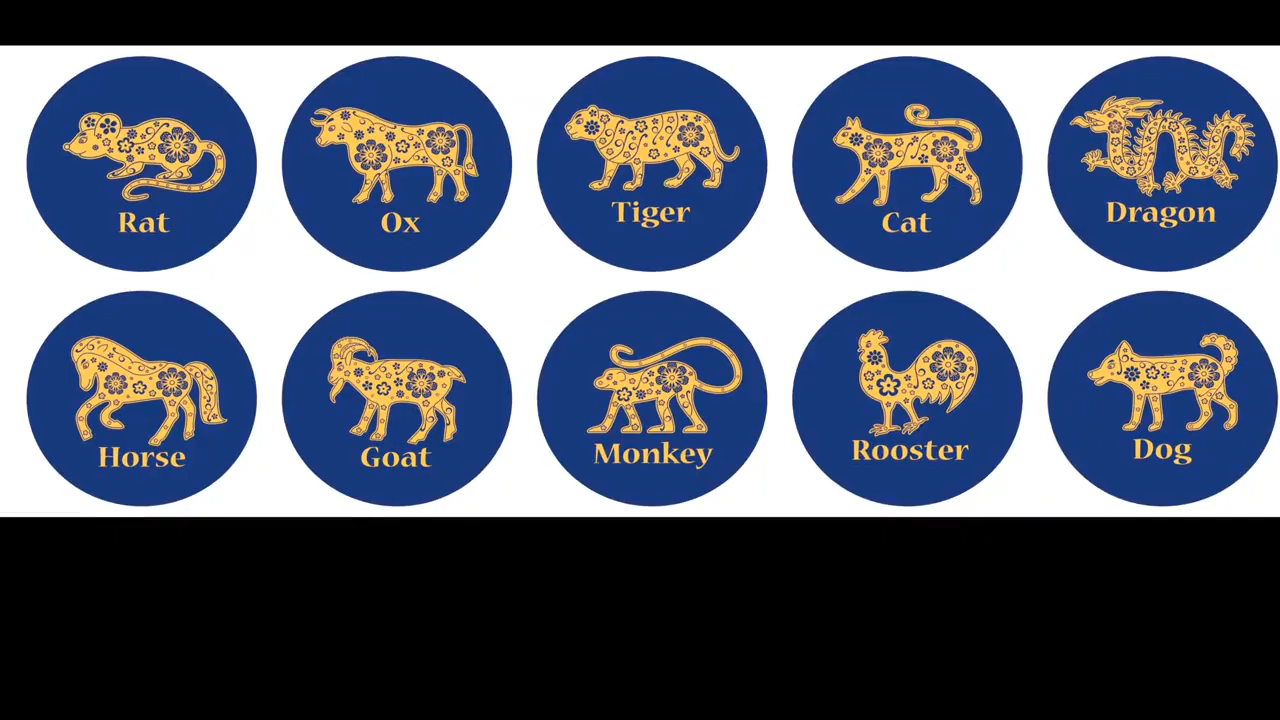 Rat
Ox
Tiger
Cat
Dragon
Horse
Goat
Monkey
Rooster
Dog